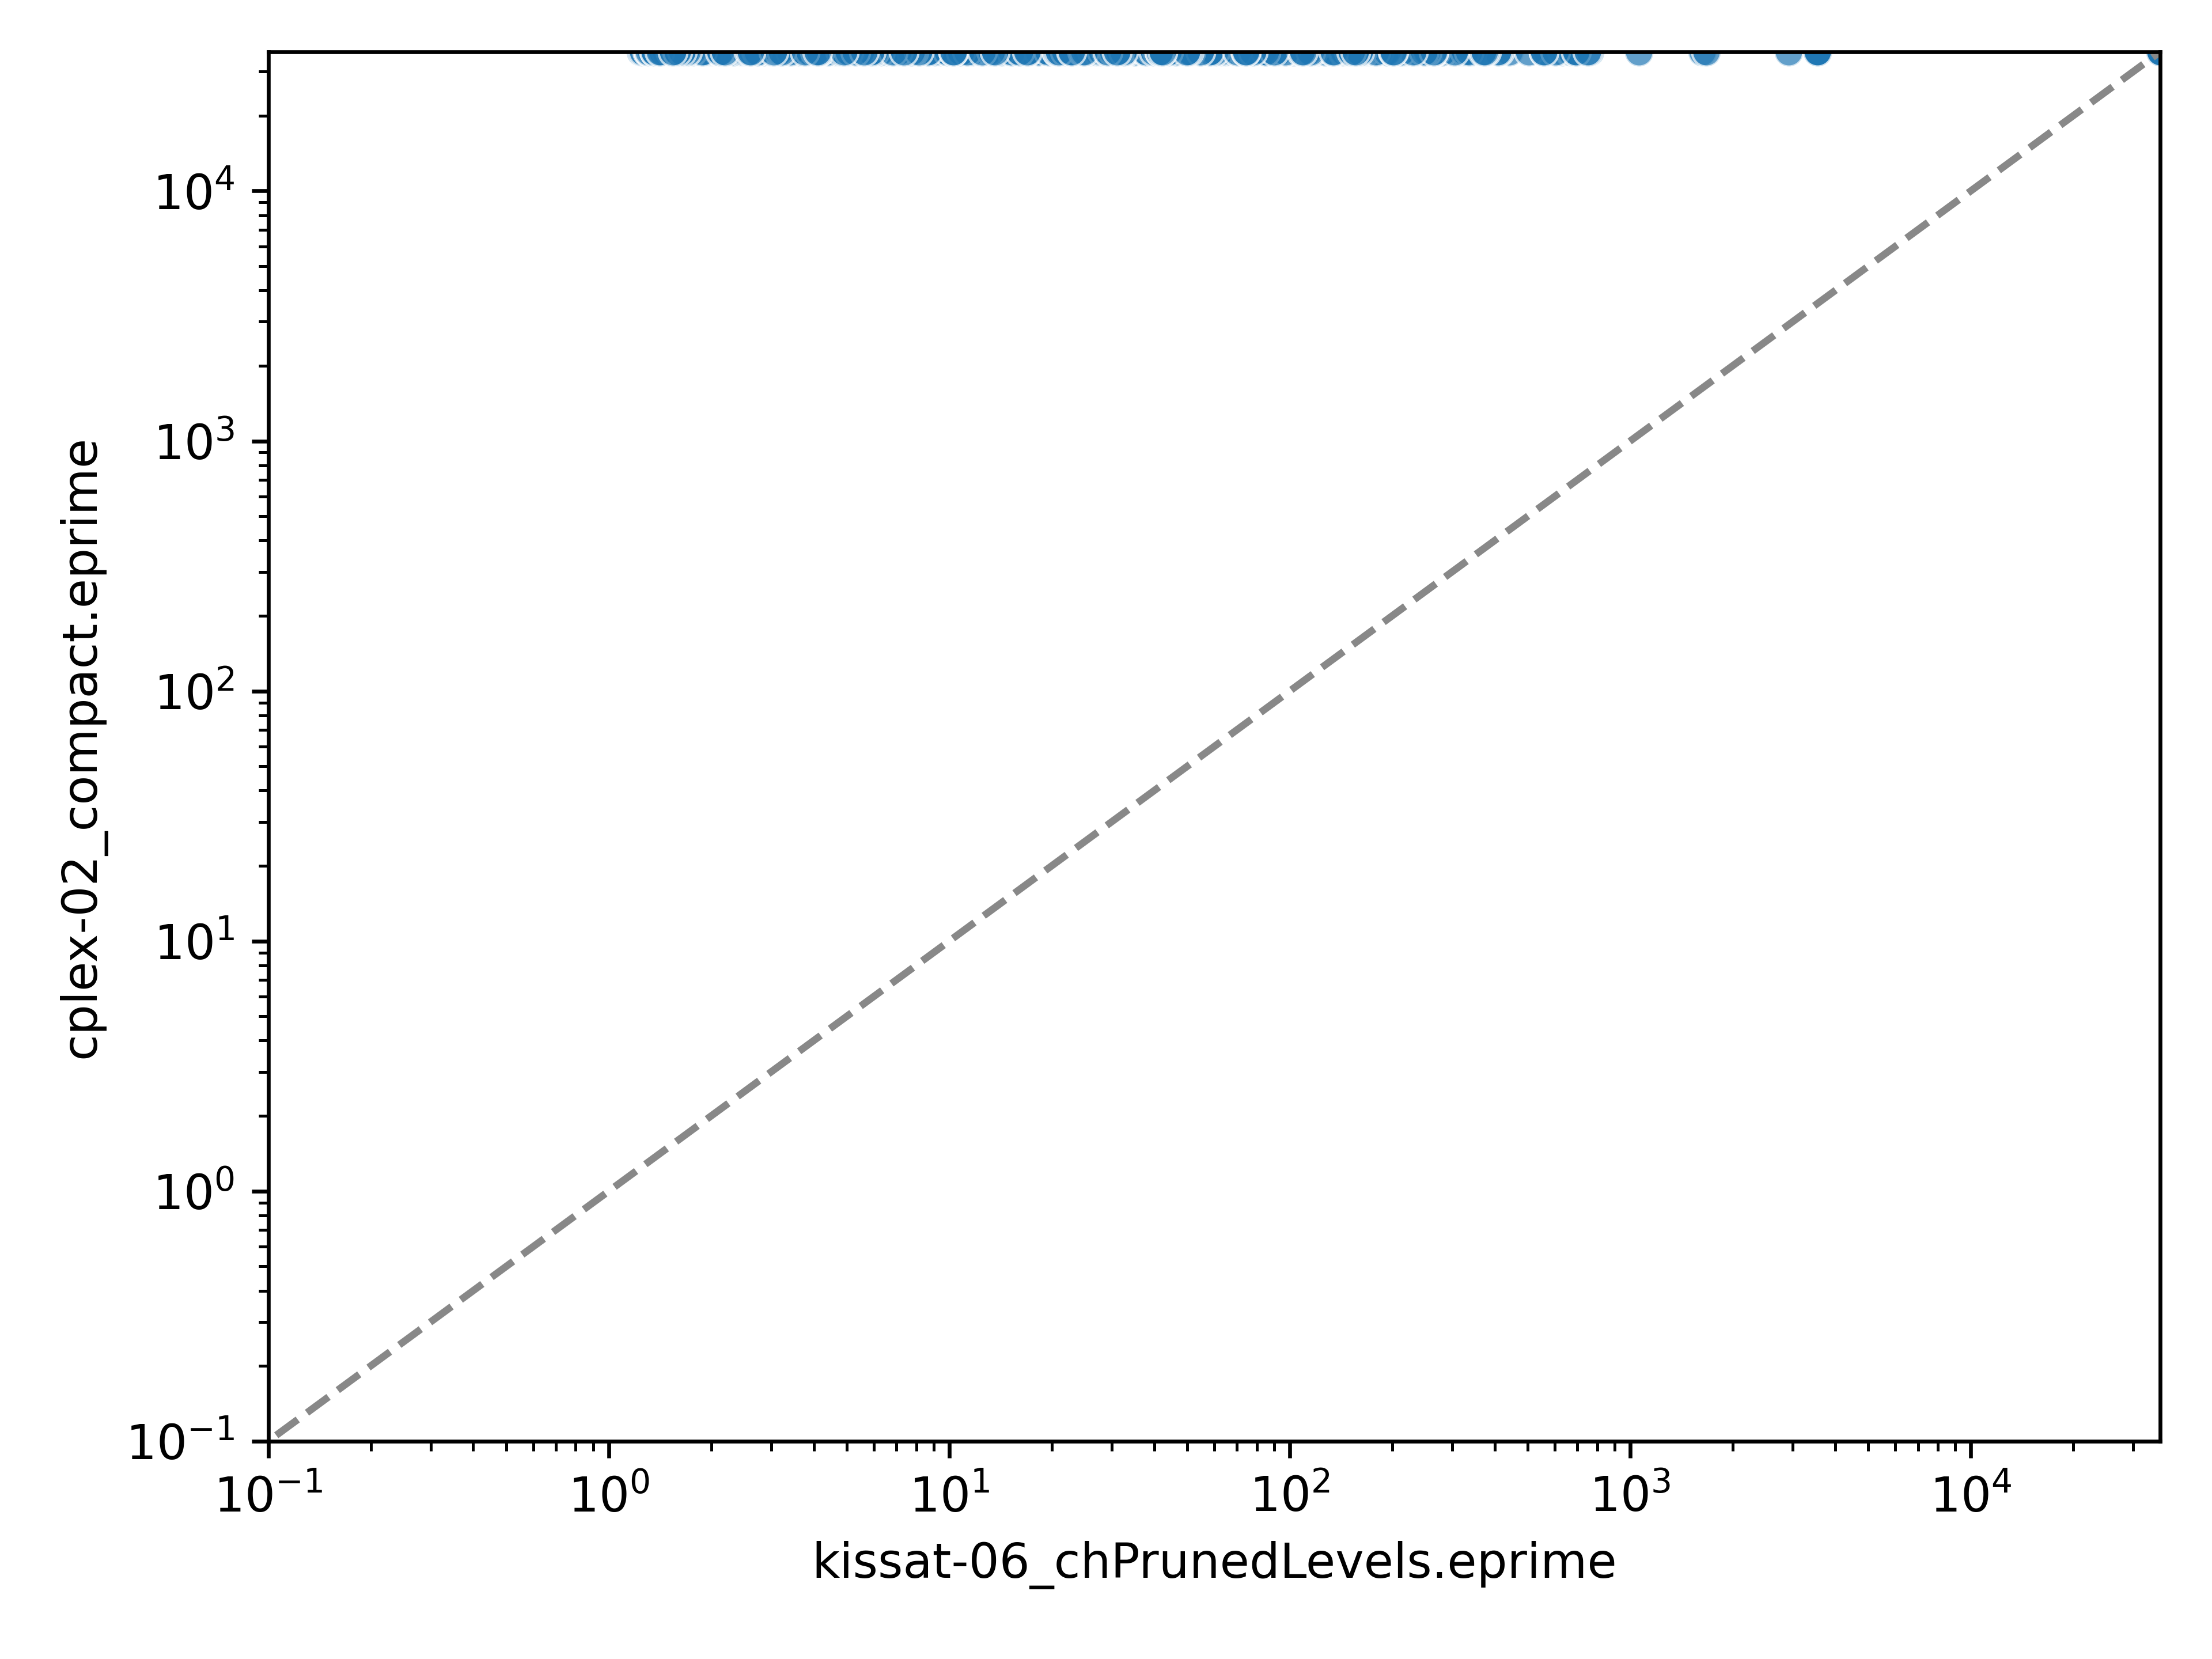 cplex-02_compact.eprime
10⁴
10³
10²
10¹
10⁰
10⁻¹
10⁻¹ 10⁰ 10¹ 10² 10³ 10⁴
kissat-06_chPrunedLevels.eprime